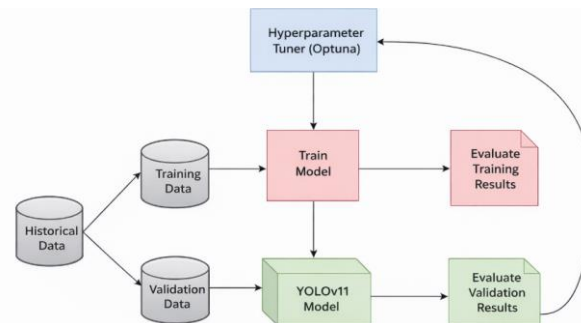 Hyperparameter
Tuner (Optuna)
Training
Data
Train
Model
Evaluate
Training
Results
Historical
Data
Validation
Data
YOLOv11
Model
Evaluate
Validation
Results